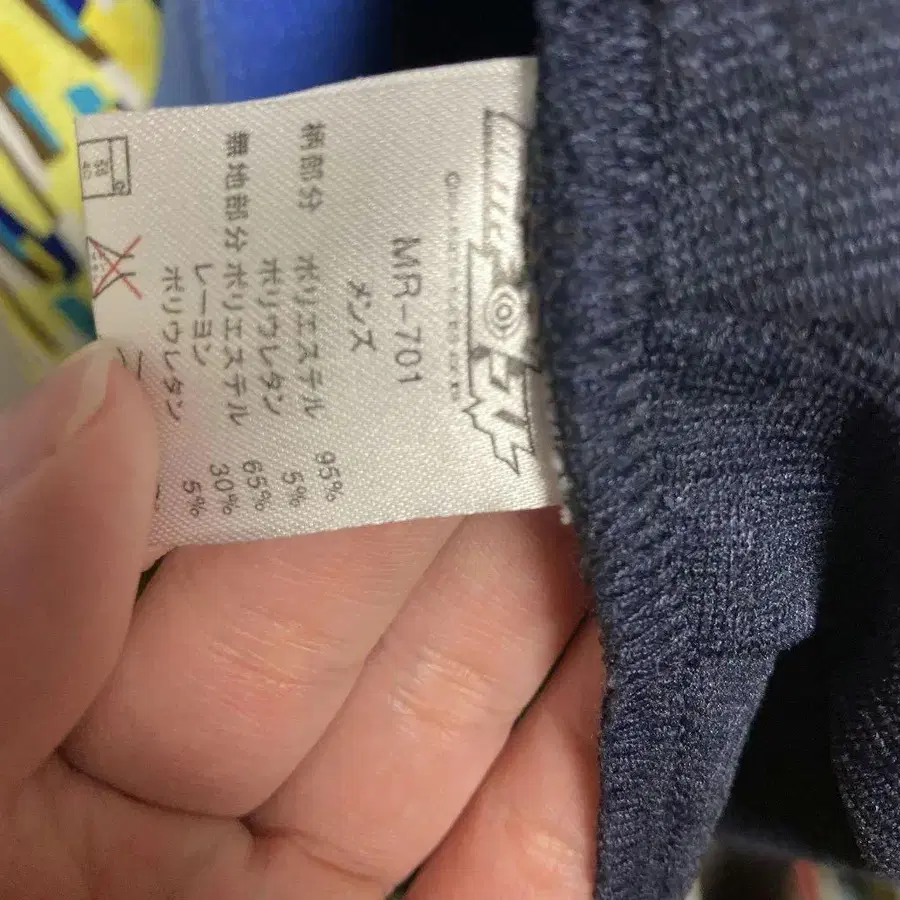 MR-701
メンズ
柄部分 ポリエステル 95%
ポリウレタン 5%
無地部分 ポリエステル 65%
レーヨン 30%
ポリウレタン 5%